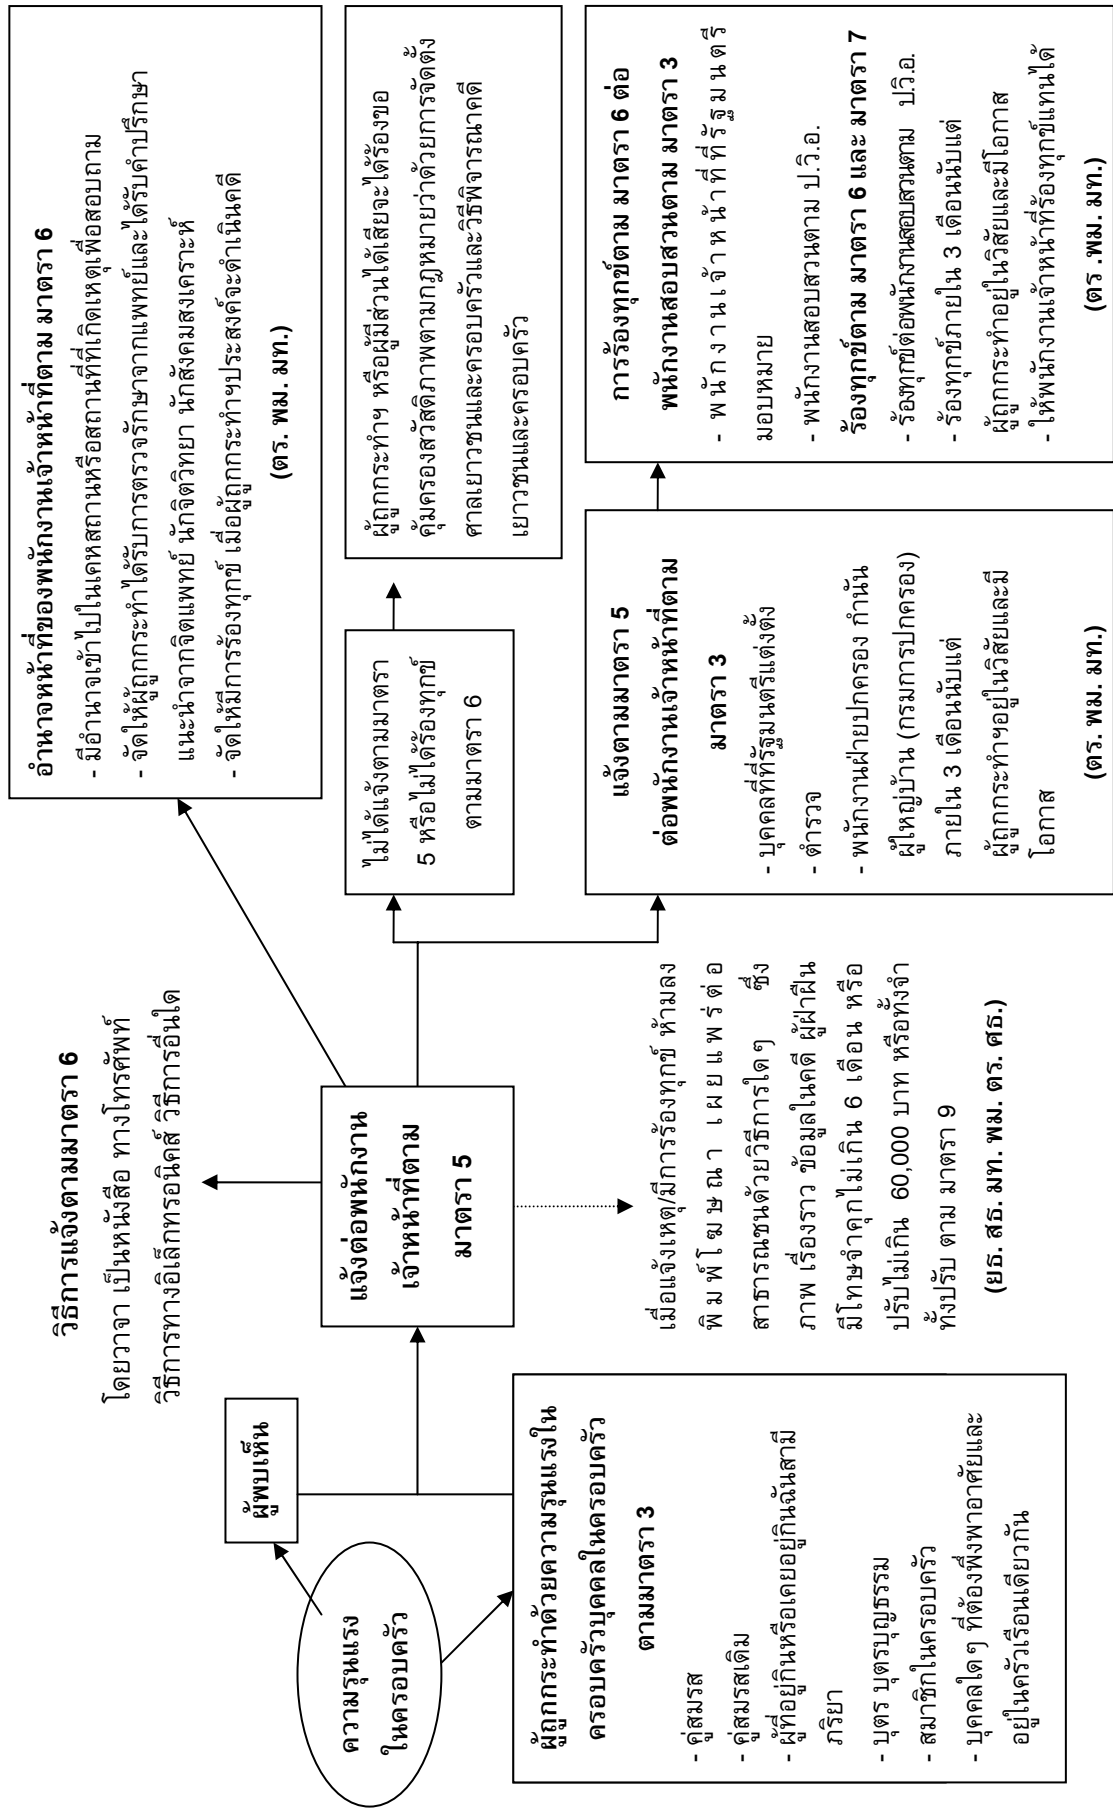 ความรุนแรง
ในครอบครัว
ผู้พบเห็น
ผู้ถูกกระทำด้วยความรุนแรงใน
ครอบครัวบุคคลในครอบครัว
ตามมาตรา 3
- คู่สมรส
- คู่สมรสเดิม
- ผู้ที่อยู่กินหรือเคยอยู่กินฉันสามี
ภริยา
- บุตร บุตรบุญธรรม
- สมาชิกในครอบครัว
- บุคคลใดๆ ที่ต้องพึ่งพาอาศัยและ
อยู่ในครัวเรือนเดียวกัน
วิธีการแจ้งตามมาตรา 6
โดยวาจา เป็นหนังสือ ทางโทรศัพท์
วิธีการทางอิเล็กทรอนิคส์ วิธีการอื่นใด
แจ้งต่อพนักงาน
เจ้าหน้าที่ตาม
มาตรา 5
เมื่อแจ้งเหตุ/มีการร้องทุกข์ ห้ามลง
พิมพ์โฆษณา เผยแพร่ต่อ
สาธารณชนด้วยวิธีการใดๆ ซึ่ง
ภาพ เรื่องราว ข้อมูลในคดี ผู้ฝ่าฝืน
มีโทษจำคุกไม่เกิน 6 เดือน หรือ
ปรับไม่เกิน 60,000 บาท หรือทั้งจำ
ทั้งปรับ ตาม มาตรา 9
(ยธ. สธ. มท. พม. ตร. ศธ.)
อำนาจหน้าที่ของพนักงานเจ้าหน้าที่ตาม มาตรา 6
- มีอำนาจเข้าไปในเคหสถานหรือสถานที่ที่เกิดเหตุเพื่อสอบถาม
- จัดให้ผู้ถูกกระทำได้รับการตรวจรักษาจากแพทย์และได้รับคำปรึกษา
แนะนำจากจิตแพทย์ นักจิตวิทยา นักสังคมสงเคราะห์
- จัดให้มีการร้องทุกข์ เมื่อผู้ถูกกระทำฯประสงค์จะดำเนินคดี
(ตร. พม. มท.)
ไม่ได้แจ้งตามมาตรา
5 หรือไม่ได้ร้องทุกข์
ตามมาตรา 6
ผู้ถูกกระทำฯ หรือผู้มีส่วนได้เสียจะได้ร้องขอ
คุ้มครองสวัสดิภาพตามกฎหมายว่าด้วยการจัดตั้ง
ศาลเยาวชนและครอบครัวและวิธีพิจารณาคดี
เยาวชนและครอบครัว
แจ้งตามมาตรา 5
ต่อพนักงานเจ้าหน้าที่ตาม
มาตรา 3
- บุคคลที่ที่รัฐมนตรีแต่งตั้ง
- ตำรวจ
- พนักงานฝ่ายปกครอง กำนัน
ผู้ใหญ่บ้าน (กรมการปกครอง)
ภายใน 3 เดือนนับแต่
ผู้ถูกกระทำฯอยู่ในวิสัยและมี
โอกาส
(ตร. พม. มท.)
การร้องทุกข์ตาม มาตรา 6 ต่อ
พนักงานสอบสวนตาม มาตรา 3
- พนักงานเจ้าหน้าที่ที่รัฐมนตรี
มอบหมาย
- พนักงานสอบสวนตาม ป.วิ.อ.
ร้องทุกข์ตาม มาตรา 6 และ มาตรา 7
- ร้องทุกข์ต่อพนักงานสอบสวนตาม ป.วิ.อ.
- ร้องทุกข์ภายใน 3 เดือนนับแต่
ผู้ถูกกระทำอยู่ในวิสัยและมีโอกาส
- ให้พนักงานเจ้าหน้าที่ร้องทุกข์แทนได้
(ตร .พม. มท.)